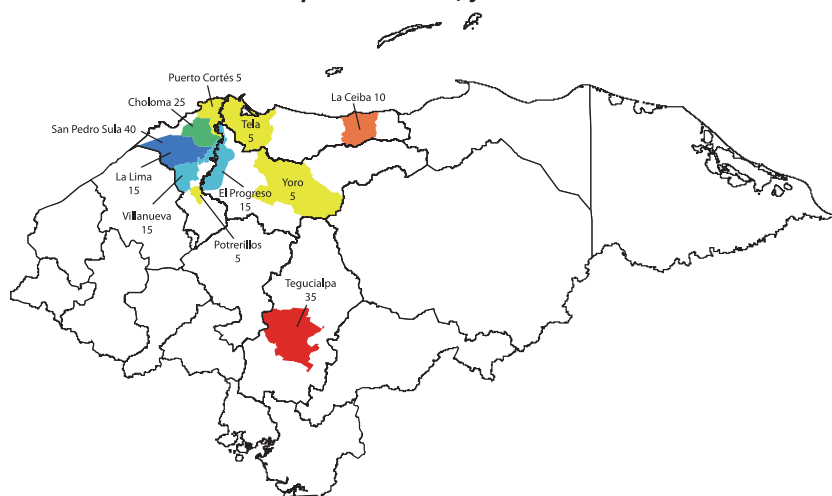 Puerto Cortés 5
La Ceiba 10
Choloma 25
Tela
5
San Pedro Sula 40
La Lima
15
El Progreso
15
Yoro
5
Villanueva
15
Potrerillos
5
Tegucialpa
35